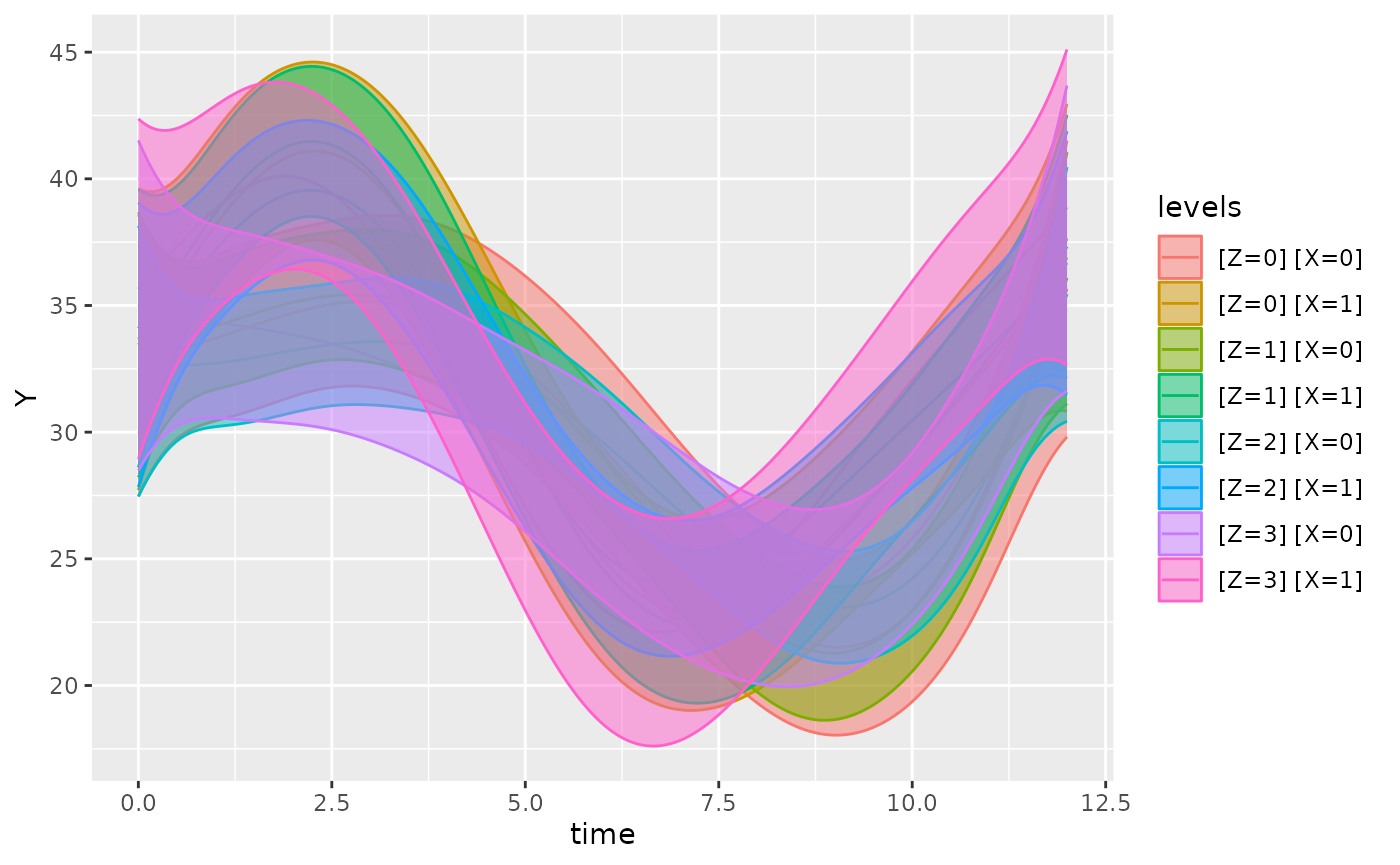 45
40
35
30
25
20
Y
0.0 2.5 5.0 7.5 10.0 12.5
time
levels
[Z=0] [X=0]
[Z=0] [X=1]
[Z=1] [X=0]
[Z=1] [X=1]
[Z=2] [X=0]
[Z=2] [X=1]
[Z=3] [X=0]
[Z=3] [X=1]